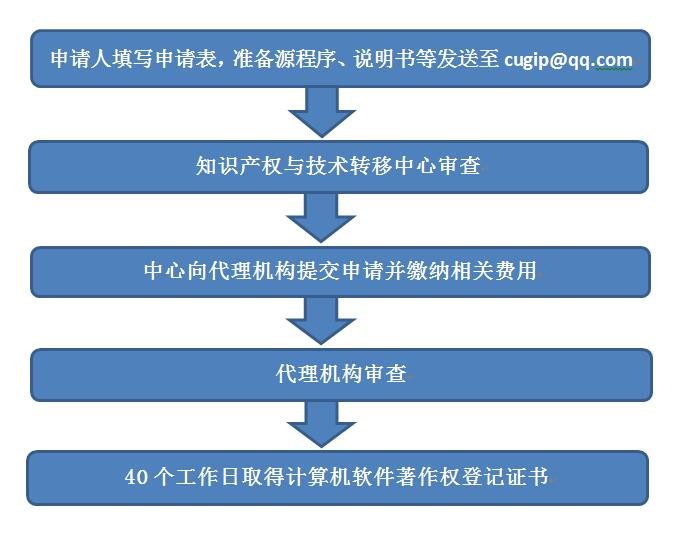 申请人填写申请表，准备源程序、说明书等发送至 cugip@qq.com
知识产权与技术转移中心审查
中心向代理机构提交申请并缴纳相关费用
代理机构审查
40 个工作日取得计算机软件著作权登记证书